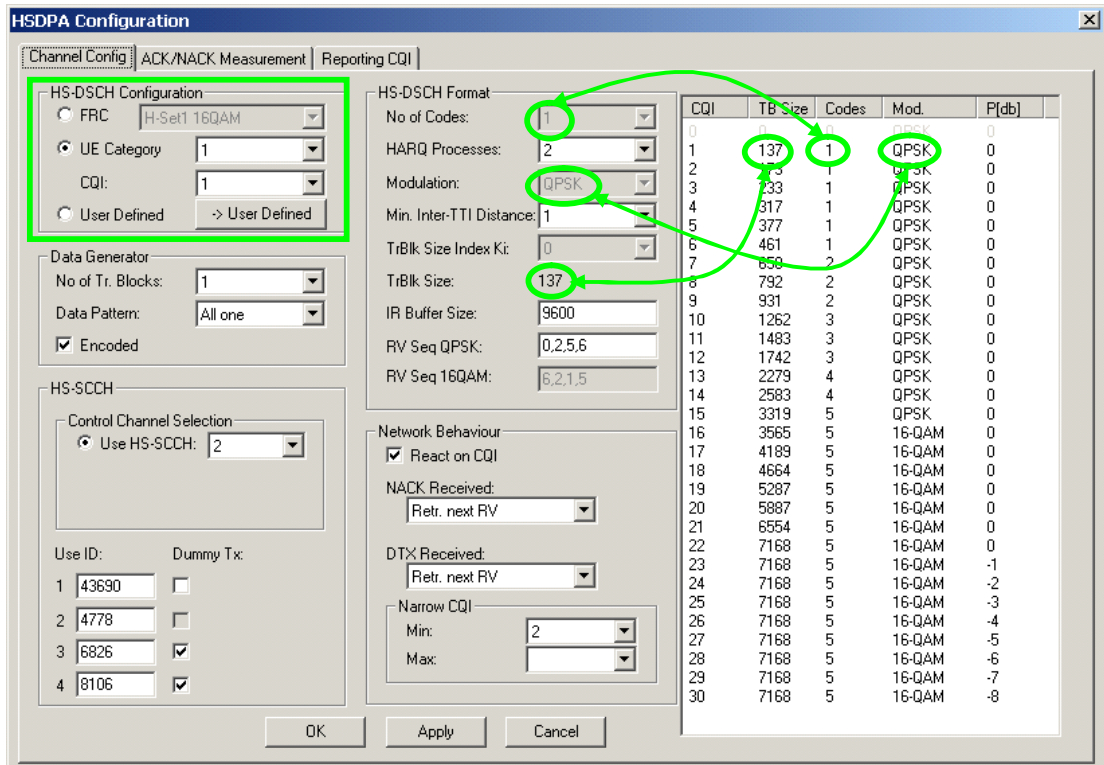 HSDPA Configuration
Channel Config
ACK/NACK Measurement
Reporting CQI
HS-DSCH Configuration
FRC H-Set1 16QAM
UE Category 1
CQI: 1
User Defined -> User Defined
Data Generator
No of Tr. Blocks: 1
Data Pattern: All one
Encoded
HS-SCCH
Control Channel Selection
Use HS-SCCH: 2
Use ID: Dummy Tx:
1 43690
2 4778
3 6826
4 8106
HS-DSCH Format
No of Codes: 1
HARQ Processes: 2
Modulation: QPSK
Min. Inter-TTI Distance: 1
TrBlk Size Index Ki: 0
TrBlk Size: 137
IR Buffer Size: 9600
RV Seq QPSK: 0,2,5,6
RV Seq 16QAM: 6,2,1,5
Network Behaviour
React on CQI
NACK Received:
Retr. next RV
DTX Received:
Retr. next RV
Narrow CQI
Min: 2
Max:
CQI TB Size Codes Mod. P[db]
0 0 0 QPSK 0
1 137 1 QPSK 0
2 173 1 QPSK 0
3 233 1 QPSK 0
4 317 1 QPSK 0
5 377 1 QPSK 0
6 461 1 QPSK 0
7 650 2 QPSK 0
8 792 2 QPSK 0
9 931 2 QPSK 0
10 1262 3 QPSK 0
11 1483 3 QPSK 0
12 1742 3 QPSK 0
13 2279 4 QPSK 0
14 2583 4 QPSK 0
15 3319 5 QPSK 0
16 3565 5 16-QAM 0
17 4189 5 16-QAM 0
18 4664 5 16-QAM 0
19 5287 5 16-QAM 0
20 5887 5 16-QAM 0
21 6554 5 16-QAM 0
22 7168 5 16-QAM 0
23 7168 5 16-QAM -1
24 7168 5 16-QAM -2
25 7168 5 16-QAM -3
26 7168 5 16-QAM -4
27 7168 5 16-QAM -5
28 7168 5 16-QAM -6
29 7168 5 16-QAM -7
30 7168 5 16-QAM -8
OK
Apply
Cancel